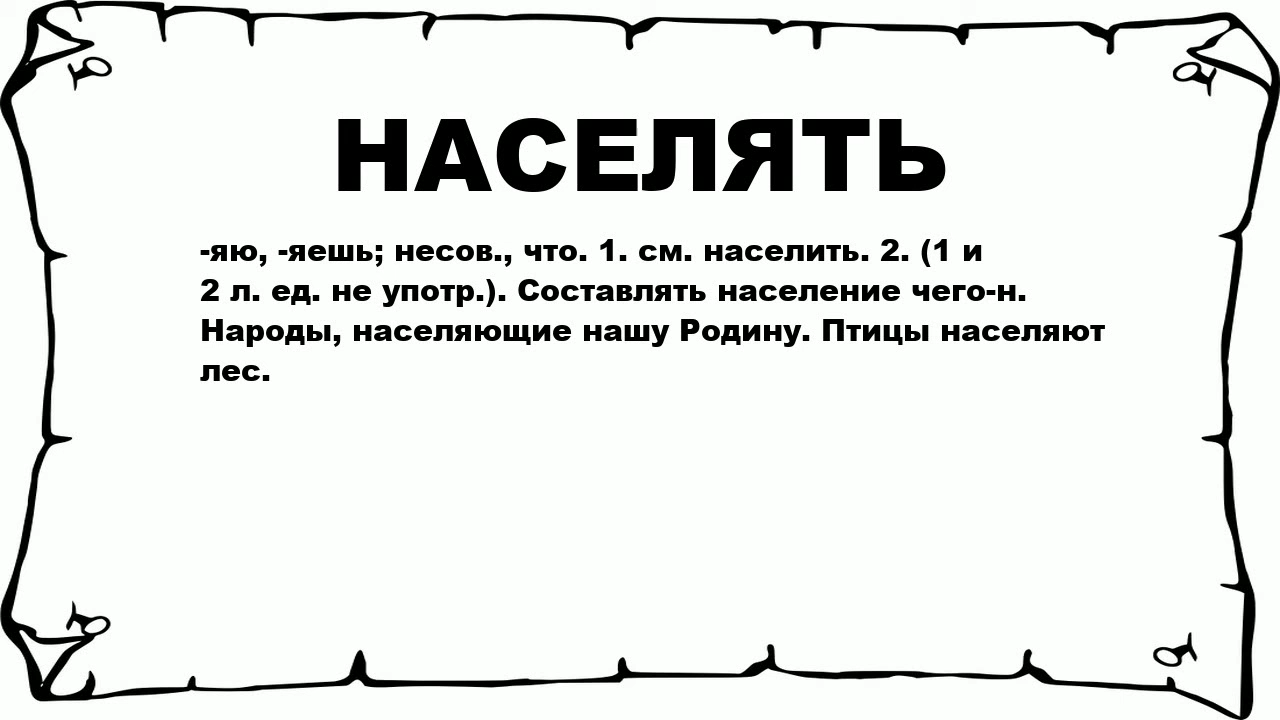 НАСЕЛЯТЬ
-яю, -яешь; несов., что. 1. см. населить. 2. (1 и
2 л. ед. не употр.). Составлять население чего-н.
Народы, населяющие нашу Родину. Птицы населяют
лес.